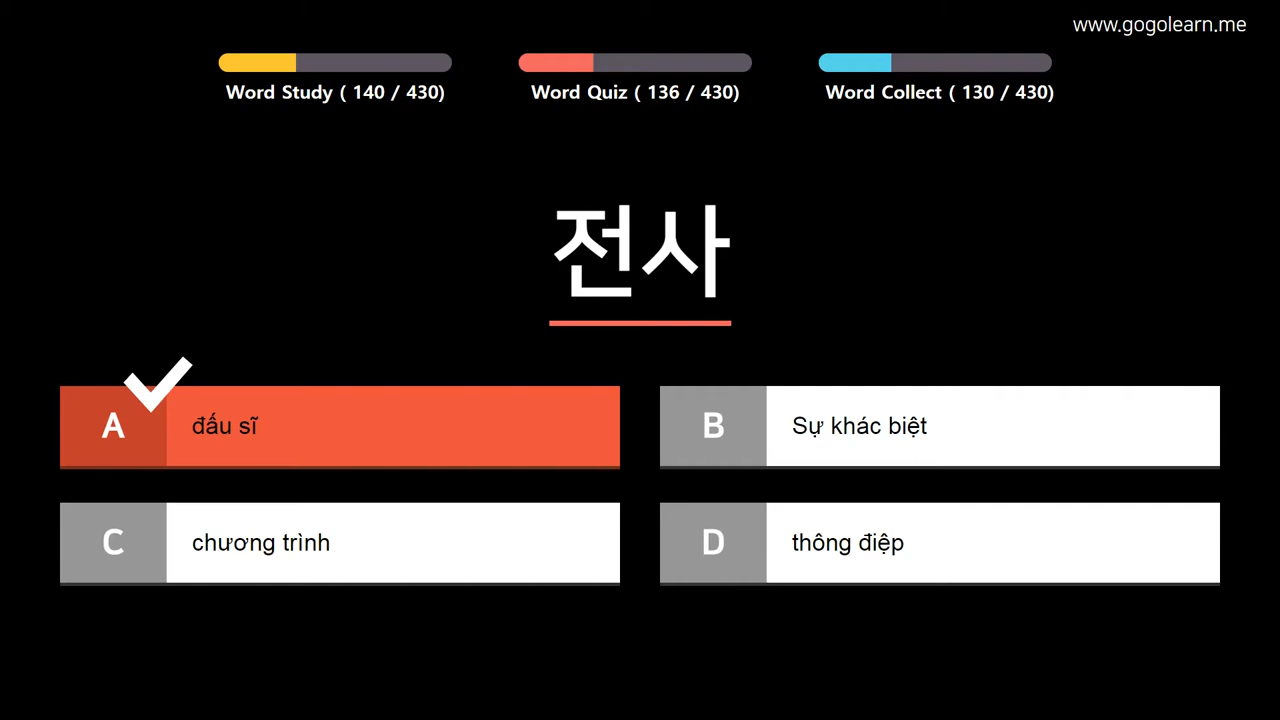 www.gogolearn.me
Word Study ( 140 / 430)
Word Quiz ( 136 / 430)
Word Collect ( 130 / 430)
전사
A đấu sĩ
B Sự khác biệt
C chương trình
D thông điệp